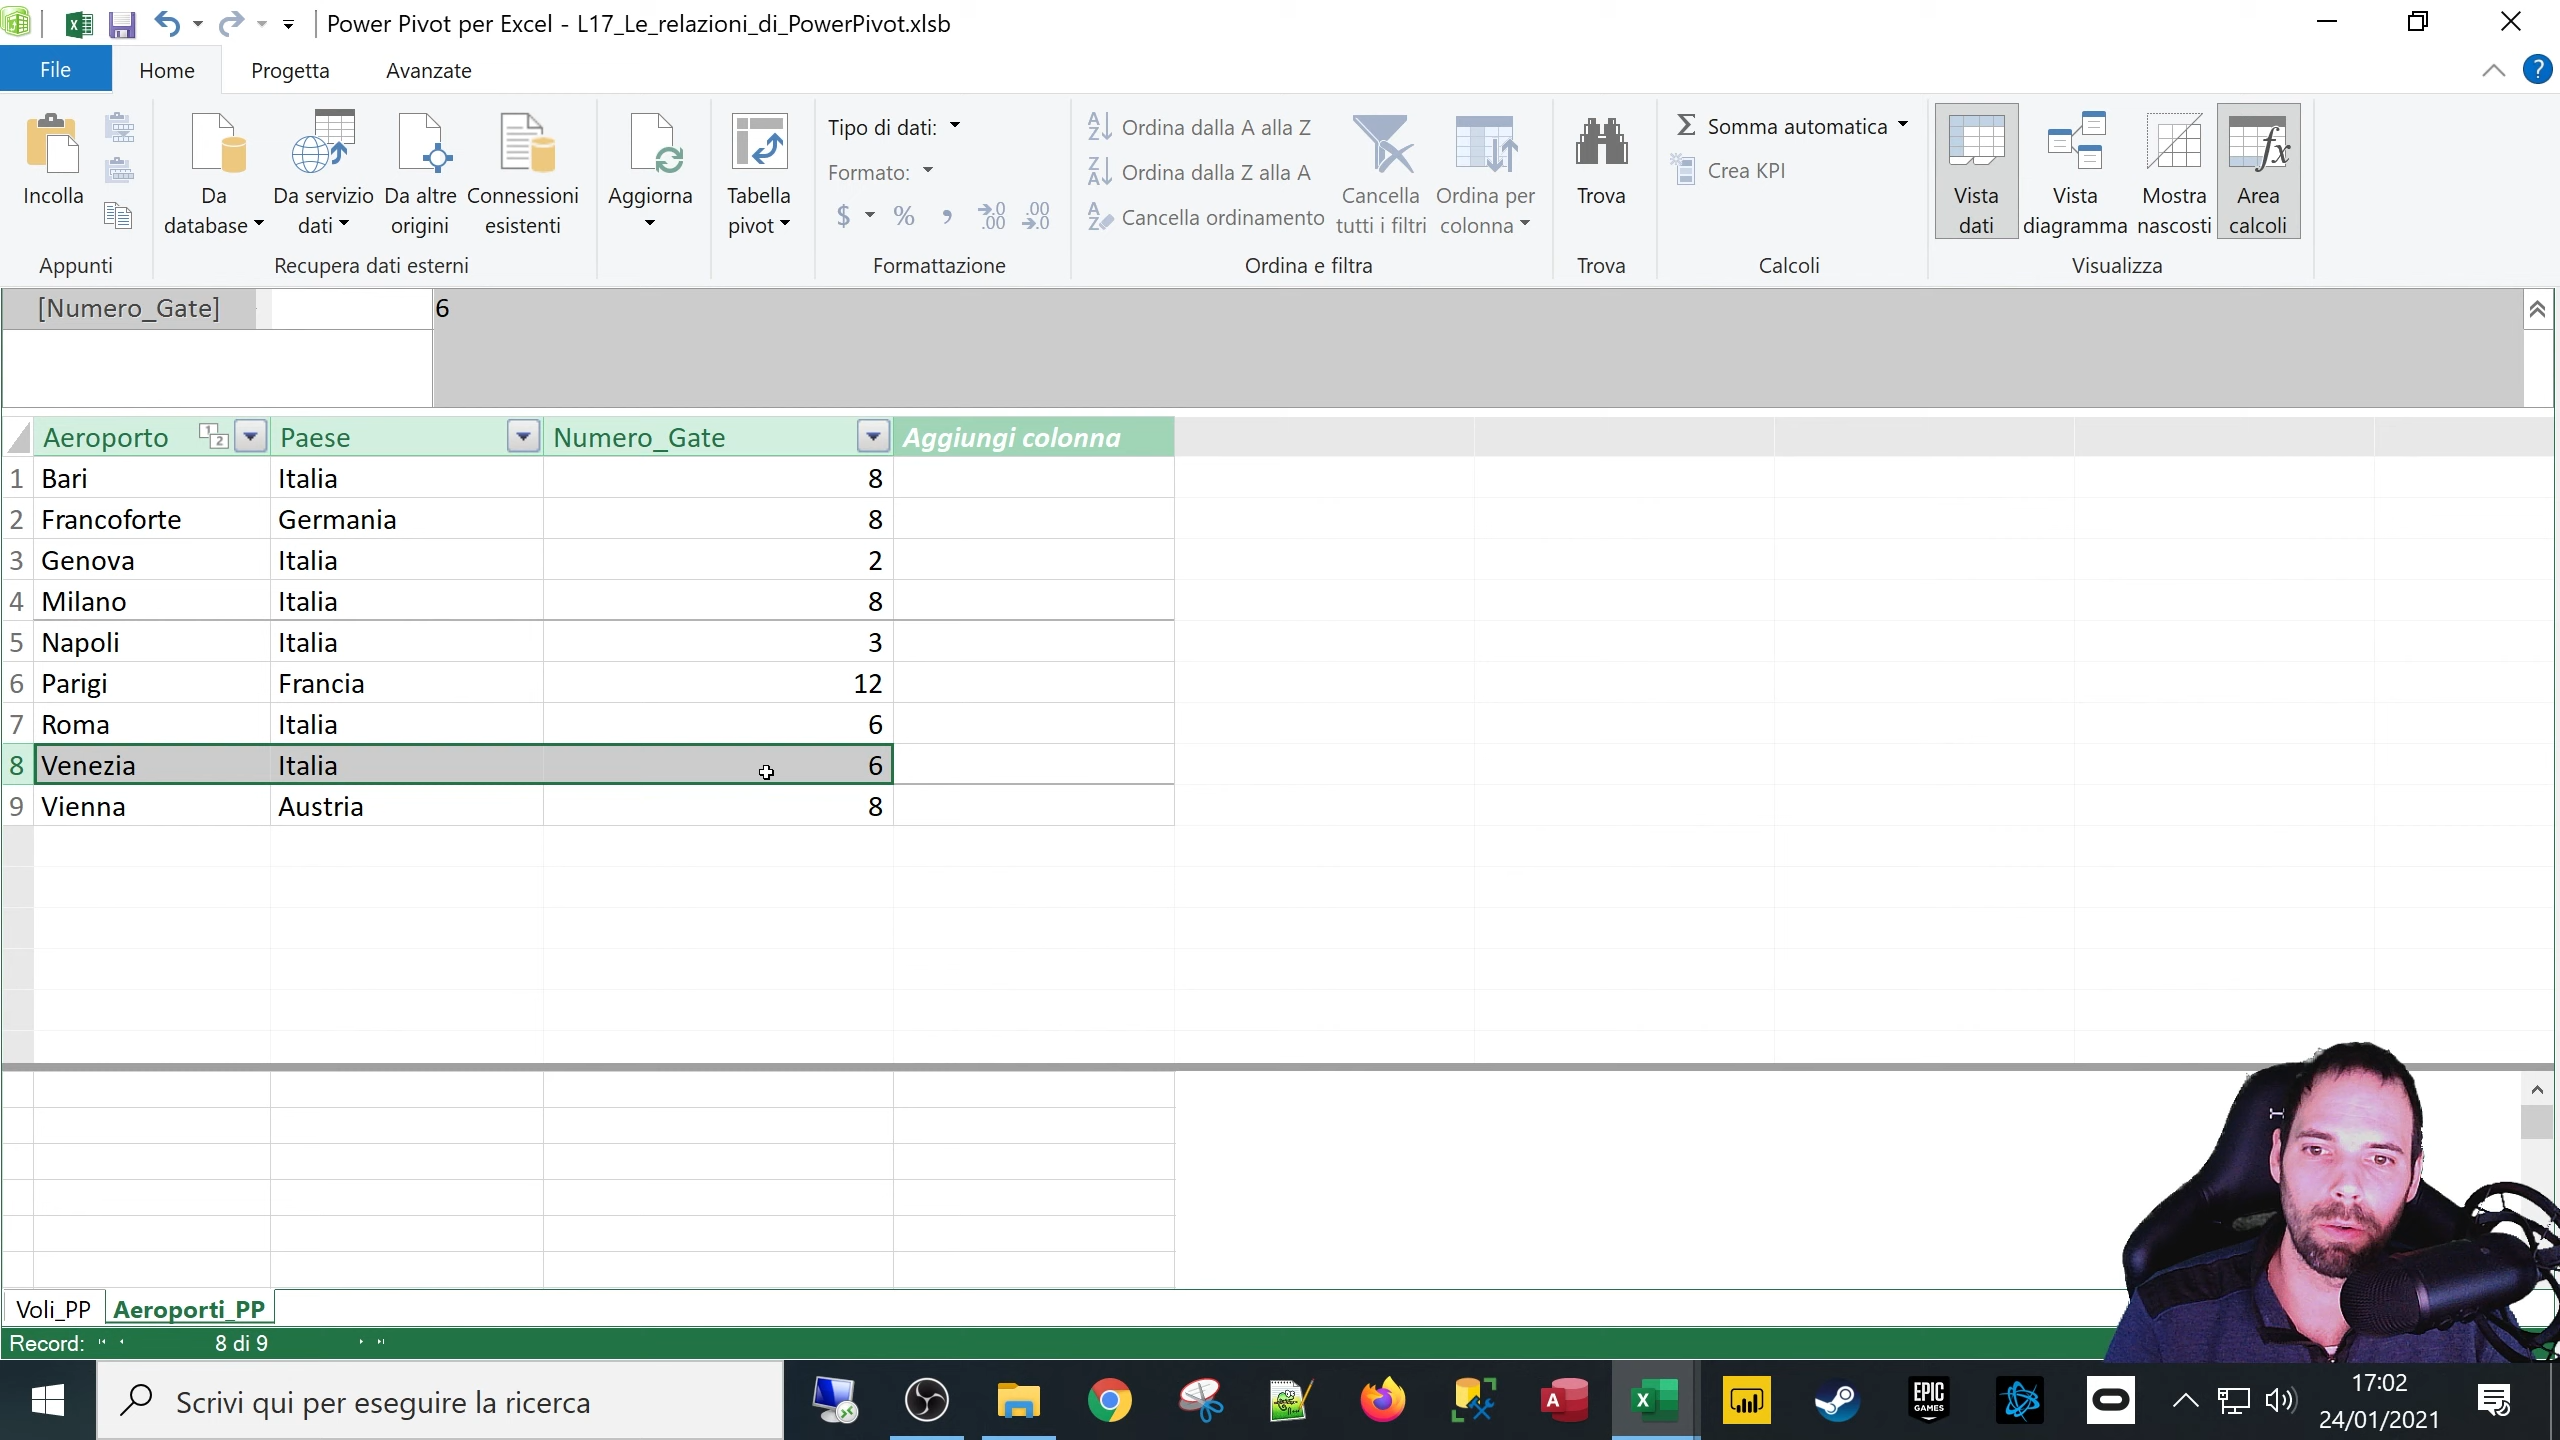 Power Pivot per Excel - L17_Le_relazioni_di_PowerPivot.xlsb
File Home Progetta Avanzate
Incolla
Appunti
Da database
Da servizio dati
Da altre origini
Connessioni esistenti
Recupera dati esterni
Aggiorna
Tabella pivot
Tipo di dati:
Formato:
$ % , .00 .00
Formattazione
Ordina dalla A alla Z
Ordina dalla Z alla A
Cancella ordinamento
Cancella tutti i filtri
Ordina per colonna
Ordina e filtra
Trova
Trova
Somma automatica
Crea KPI
Calcoli
Vista dati
Vista diagramma
Mostra nascosti
Area calcoli
Visualizza
[Numero_Gate] 6
Aeroporto Paese Numero_Gate Aggiungi colonna
1 Bari Italia 8
2 Francoforte Germania 8
3 Genova Italia 2
4 Milano Italia 8
5 Napoli Italia 3
6 Parigi Francia 12
7 Roma Italia 6
8 Venezia Italia 6
9 Vienna Austria 8
Voli_PP Aeroporti_PP
Record: 8 di 9
Scrivi qui per eseguire la ricerca
EPIC GAMES
17:02
24/01/2021